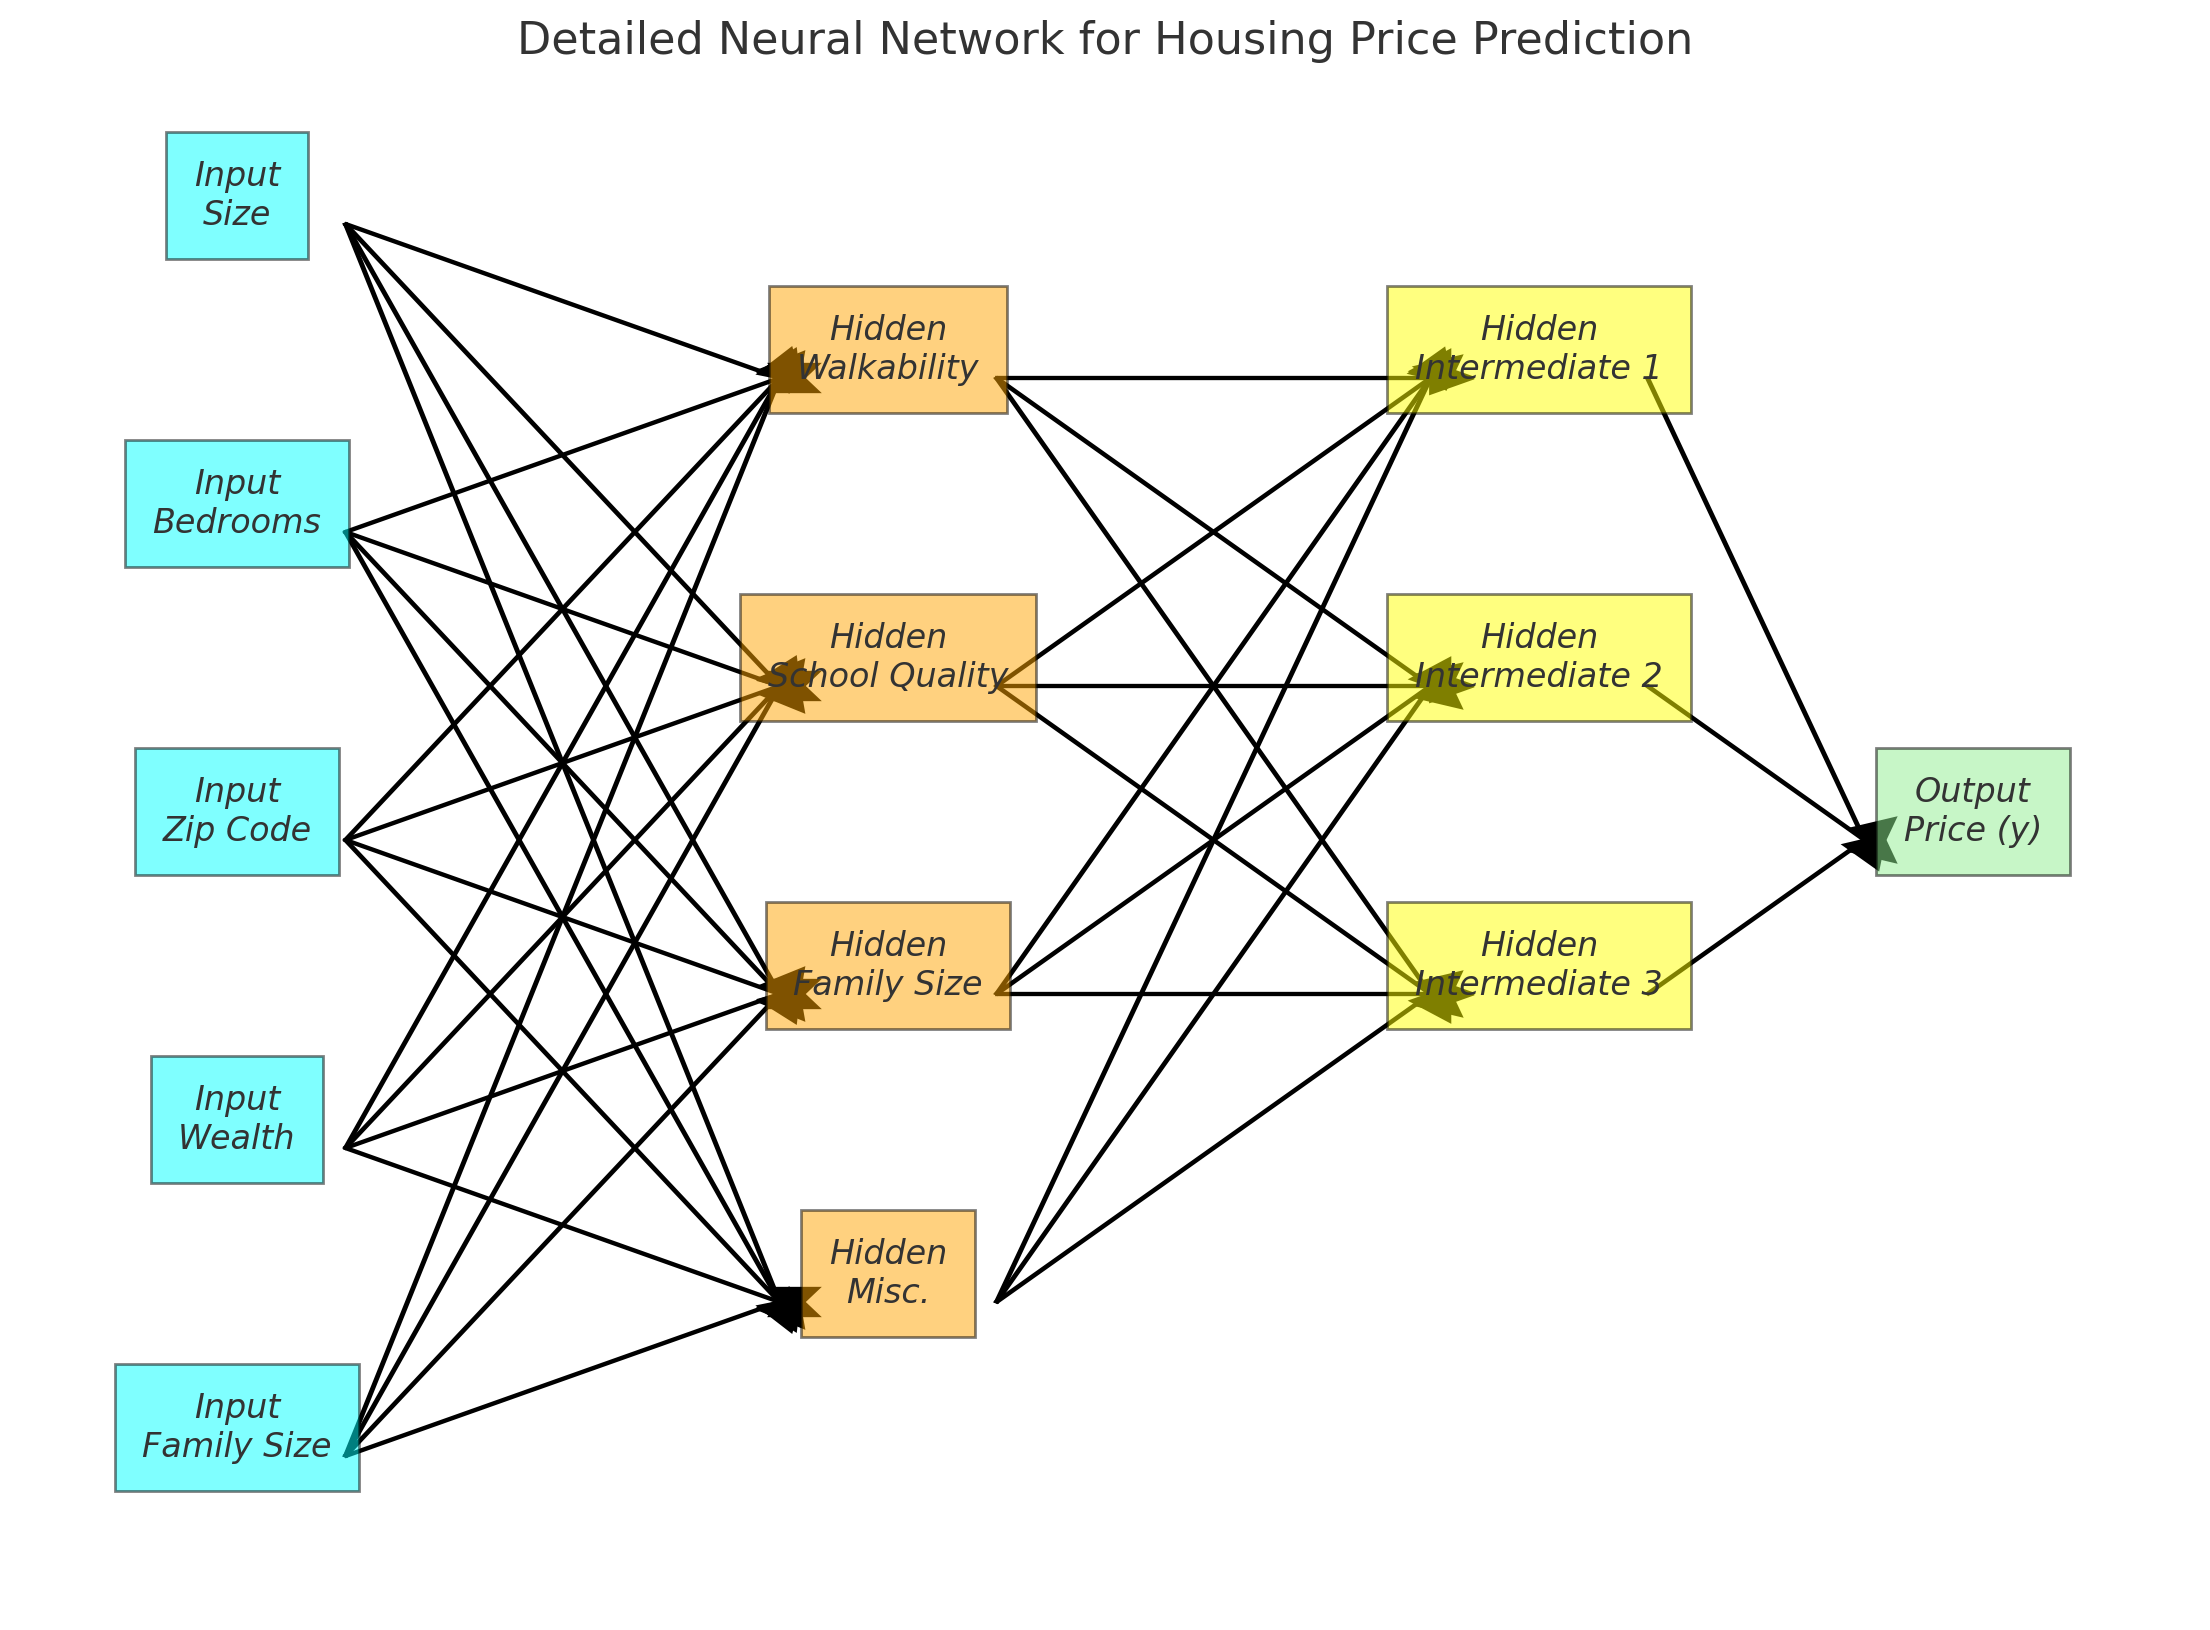 Detailed Neural Network for Housing Price Prediction
Input
Size
Input
Bedrooms
Input
Zip Code
Input
Wealth
Input
Family Size
Hidden
Walkability
Hidden
School Quality
Hidden
Family Size
Hidden
Misc.
Hidden
Intermediate 1
Hidden
Intermediate 2
Hidden
Intermediate 3
Output
Price (y)